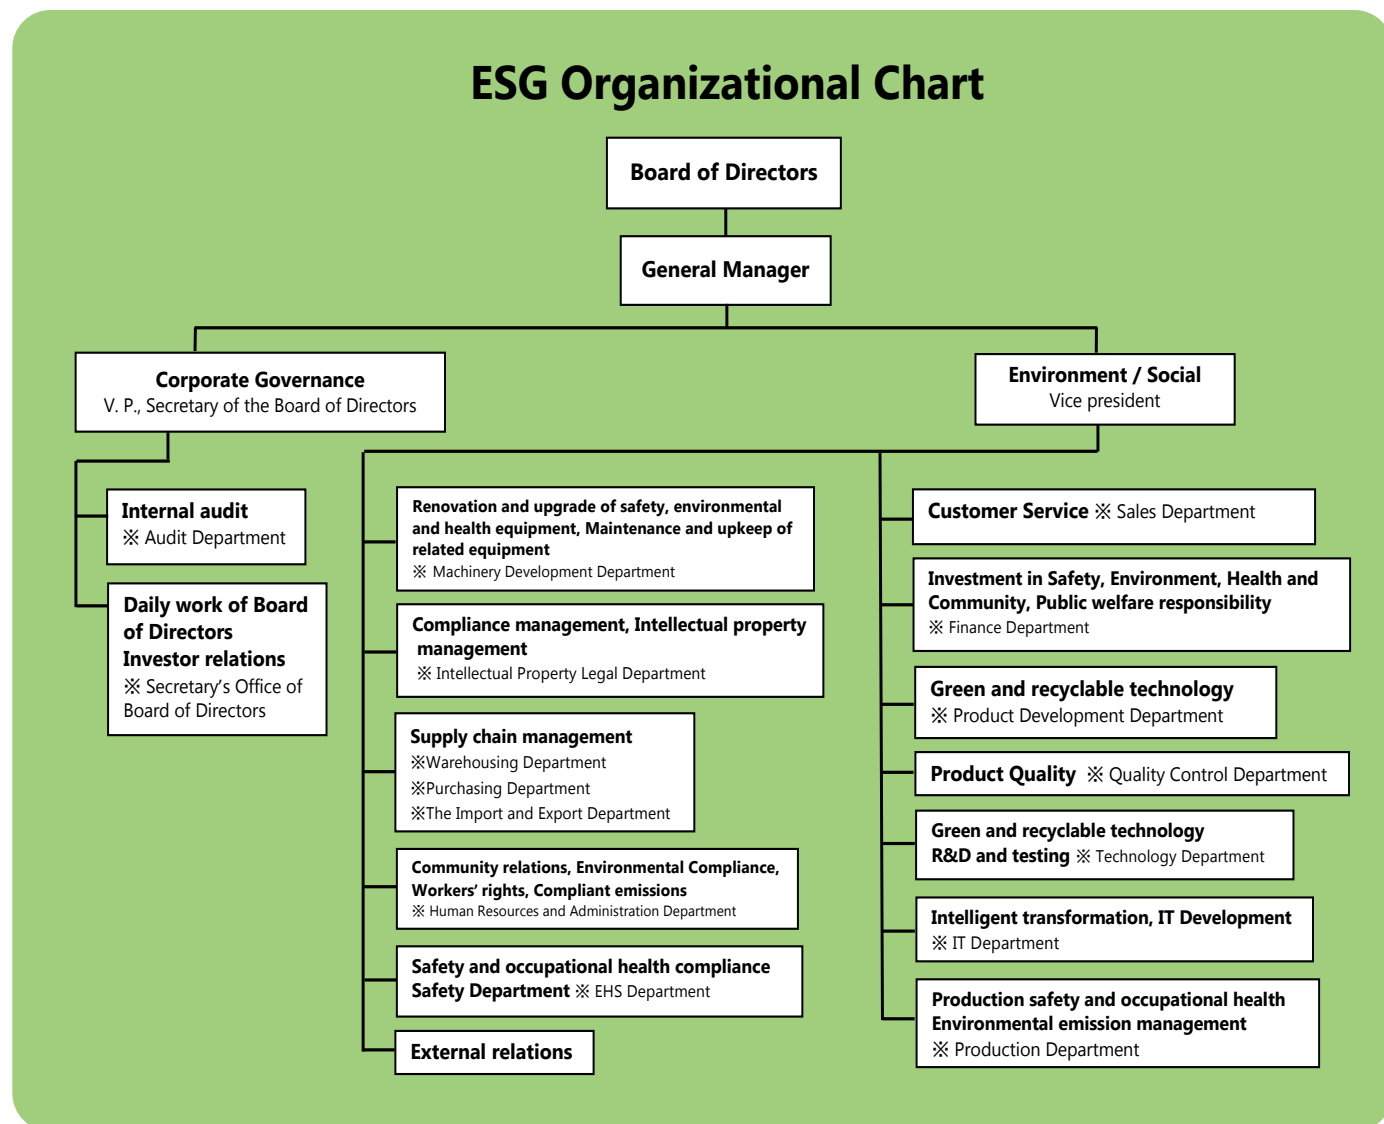 ESG Organizational Chart
Board of Directors
General Manager
Corporate Governance
V. P., Secretary of the Board of Directors
Environment / Social
Vice president
Internal audit
※ Audit Department
Daily work of Board
of Directors
Investor relations
※ Secretary’s Office of
Board of Directors
Renovation and upgrade of safety, environmental
and health equipment, Maintenance and upkeep of
related equipment
※ Machinery Development Department
Compliance management, Intellectual property
management
※ Intellectual Property Legal Department
Supply chain management
※Warehousing Department
※Purchasing Department
※The Import and Export Department
Community relations, Environmental Compliance,
Workers’ rights, Compliant emissions
※ Human Resources and Administration Department
Safety and occupational health compliance
Safety Department ※ EHS Department
External relations
Customer Service ※ Sales Department
Investment in Safety, Environment, Health and
Community, Public welfare responsibility
※ Finance Department
Green and recyclable technology
※ Product Development Department
Product Quality ※ Quality Control Department
Green and recyclable technology
R&D and testing ※ Technology Department
Intelligent transformation, IT Development
※ IT Department
Production safety and occupational health
Environmental emission management
※ Production Department